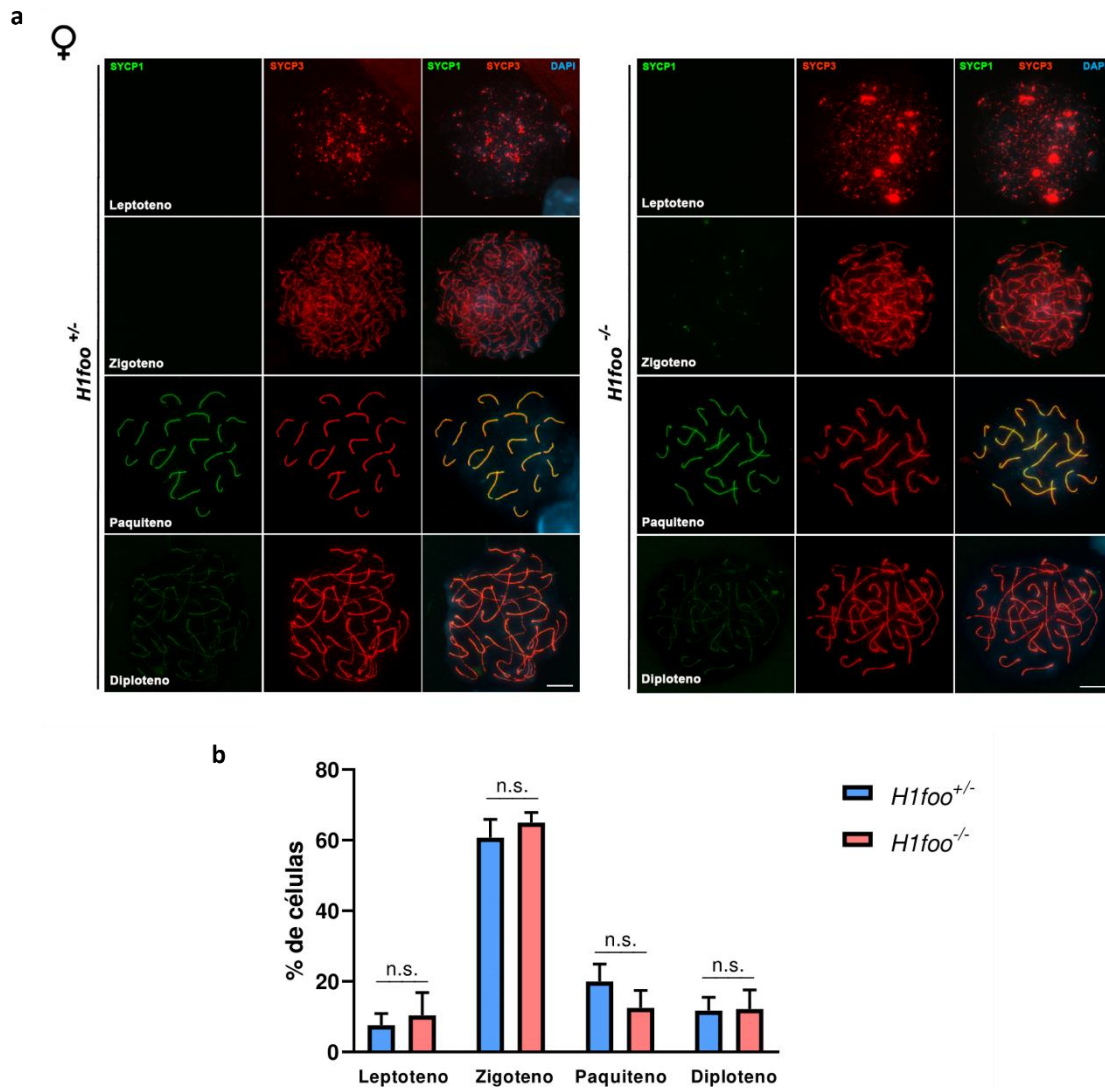 a
♀
SYCP1 SYCP3 SYCP1 SYCP3 DAPI
Leptoteno
Zigoteno
Paquiteno
Diploteno
H1foo+/-
SYCP1 SYCP3 SYCP1 SYCP3 DAPI
Leptoteno
Zigoteno
Paquiteno
Diploteno
H1foo-/-
b
% de células
80
60
40
20
0
n.s.
n.s.
n.s.
n.s.
Leptoteno Zigoteno Paquiteno Diploteno
H1foo+/-
H1foo-/-